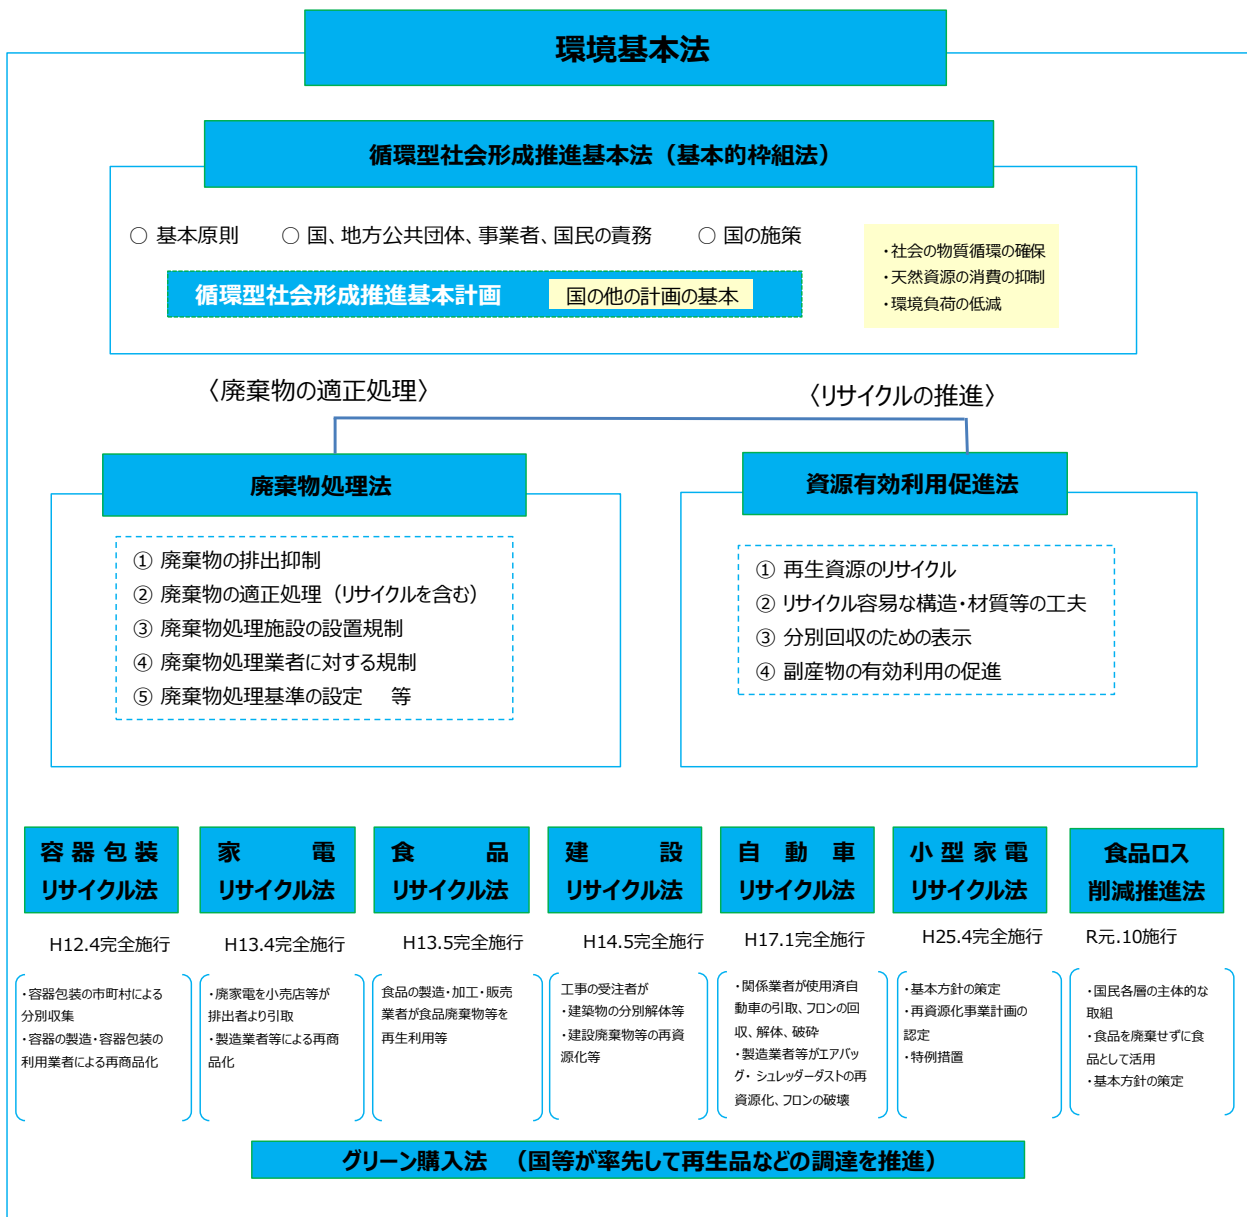 環境基本法
循環型社会形成推進基本法（基本的枠組法）
○ 基本原則　○ 国、地方公共団体、事業者、国民の責務　○ 国の施策
循環型社会形成推進基本計画　国の他の計画の基本
・社会の物質循環の確保
・天然資源の消費の抑制
・環境負荷の低減
〈廃棄物の適正処理〉
〈リサイクルの推進〉
廃棄物処理法
① 廃棄物の排出抑制
② 廃棄物の適正処理（リサイクルを含む）
③ 廃棄物処理施設の設置規制
④ 廃棄物処理業者に対する規制
⑤ 廃棄物処理基準の設定　等
資源有効利用促進法
① 再生資源のリサイクル
② リサイクル容易な構造・材質等の工夫
③ 分別回収のための表示
④ 副産物の有効利用の促進
容器包装
リサイクル法
H12.4完全施行
・容器包装の市町村による
分別収集
・容器の製造・容器包装の
利用業者による再商品化
家電
リサイクル法
H13.4完全施行
・廃家電を小売店等が
排出者より引取
・製造業者等による再商
品化
食品
リサイクル法
H13.5完全施行
食品の製造・加工・販売
業者が食品廃棄物等を
再生利用等
建設
リサイクル法
H14.5完全施行
工事の受注者が
・建築物の分別解体等
・建設廃棄物等の再資
源化等
自動車
リサイクル法
H17.1完全施行
・関係業者が使用済自
動車の引取、フロンの回
収、解体、破砕
・製造業者等がエアバッ
グ・シュレッダーダストの再
資源化、フロンの破壊
小型家電
リサイクル法
H25.4完全施行
・基本方針の策定
・再資源化事業計画の
認定
・特例措置
食品ロス
削減推進法
R元.10施行
・国民各層の主体的な
取組
・食品を廃棄せずに食
品として活用
・基本方針の策定
グリーン購入法　（国等が率先して再生品などの調達を推進）